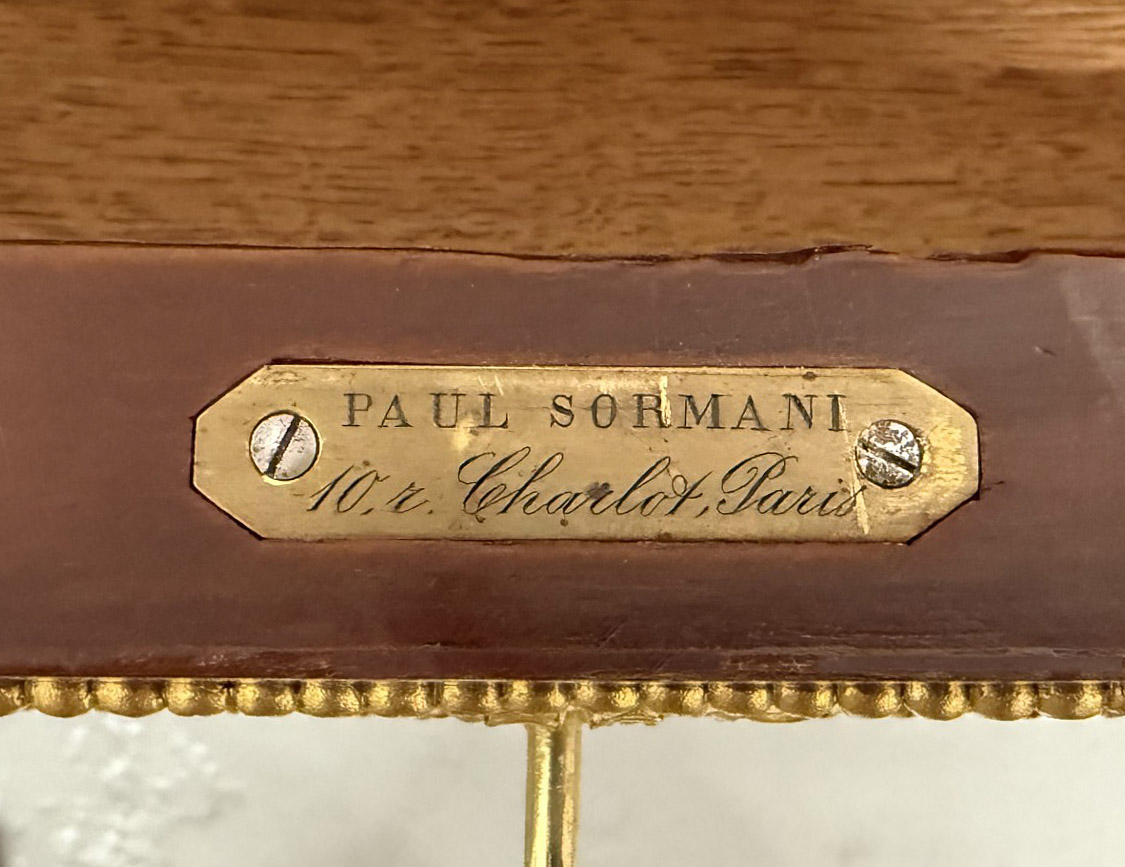 PAUL SORMANI
10, r. Charlot, Paris